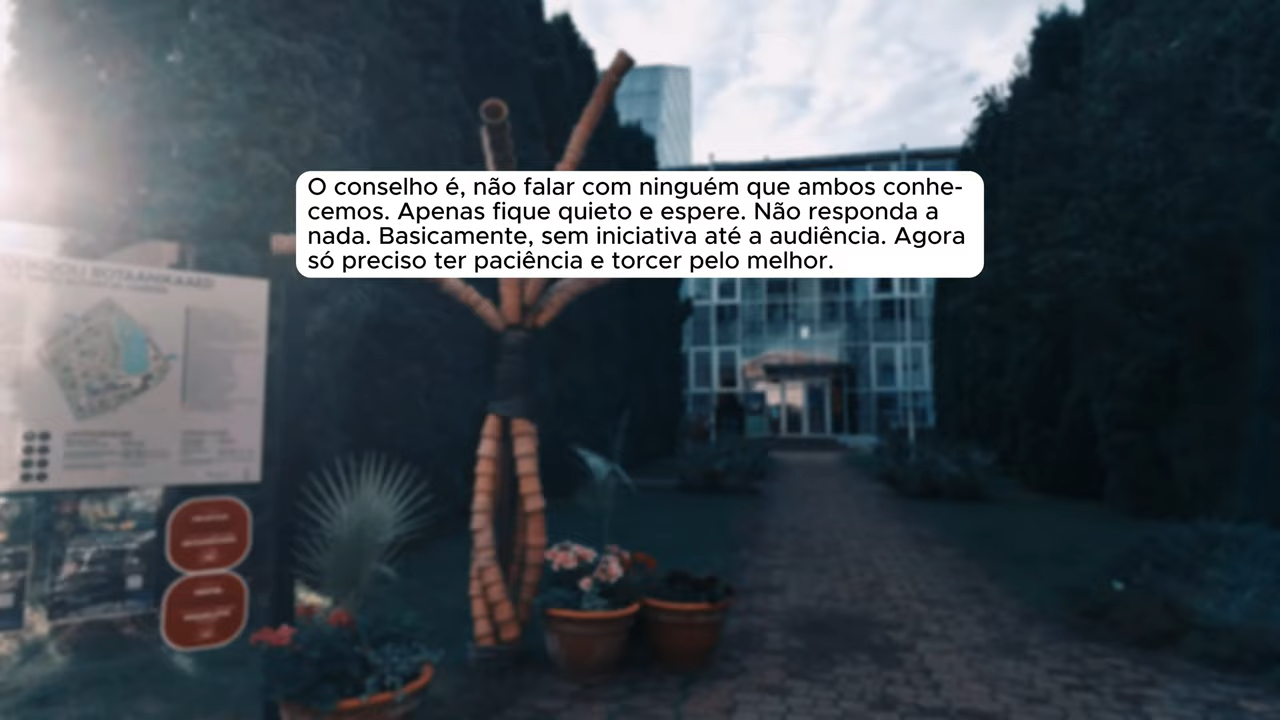 O conselho é, não falar com ninguém que ambos conhe-
cemos. Apenas fique quieto e espere. Não responda a
nada. Basicamente, sem iniciativa até a audiência. Agora
só preciso ter paciência e torcer pelo melhor.